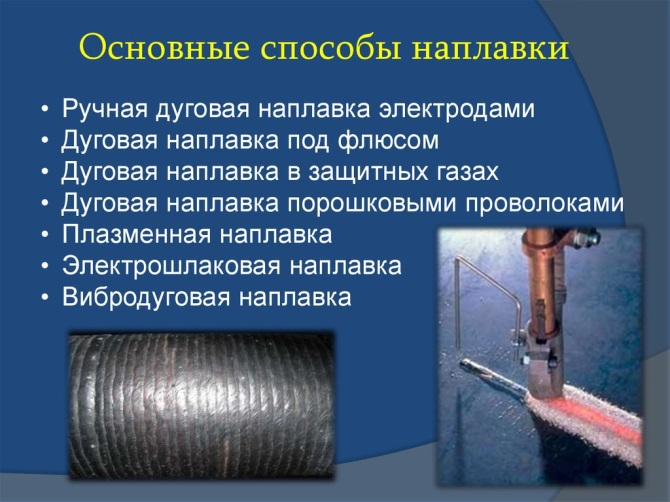 Основные способы наплавки
• Ручная дуговая наплавка электродами
• Дуговая наплавка под флюсом
• Дуговая наплавка в защитных газах
• Дуговая наплавка порошковыми проволоками
• Плазменная наплавка
• Электрошлаковая наплавка
• Вибродуговая наплавка